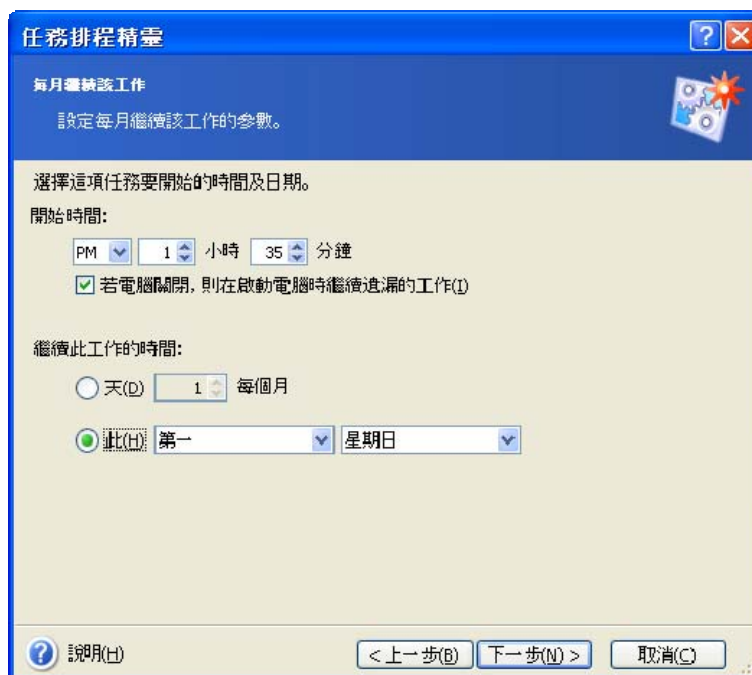 任務排程精靈
每月繼續該工作
設定每月繼續該工作的參數。
選擇這項任務要開始的時間及日期。
開始時間:
PM 1 小時 35 分鐘
若電腦關閉, 則在啟動電腦時繼續遺漏的工作(I)
繼續此工作的時間:
天(D) 1 每個月
此(H) 第一 星期日
說明(H) < 上一步(B) 下一步(N) > 取消(C)